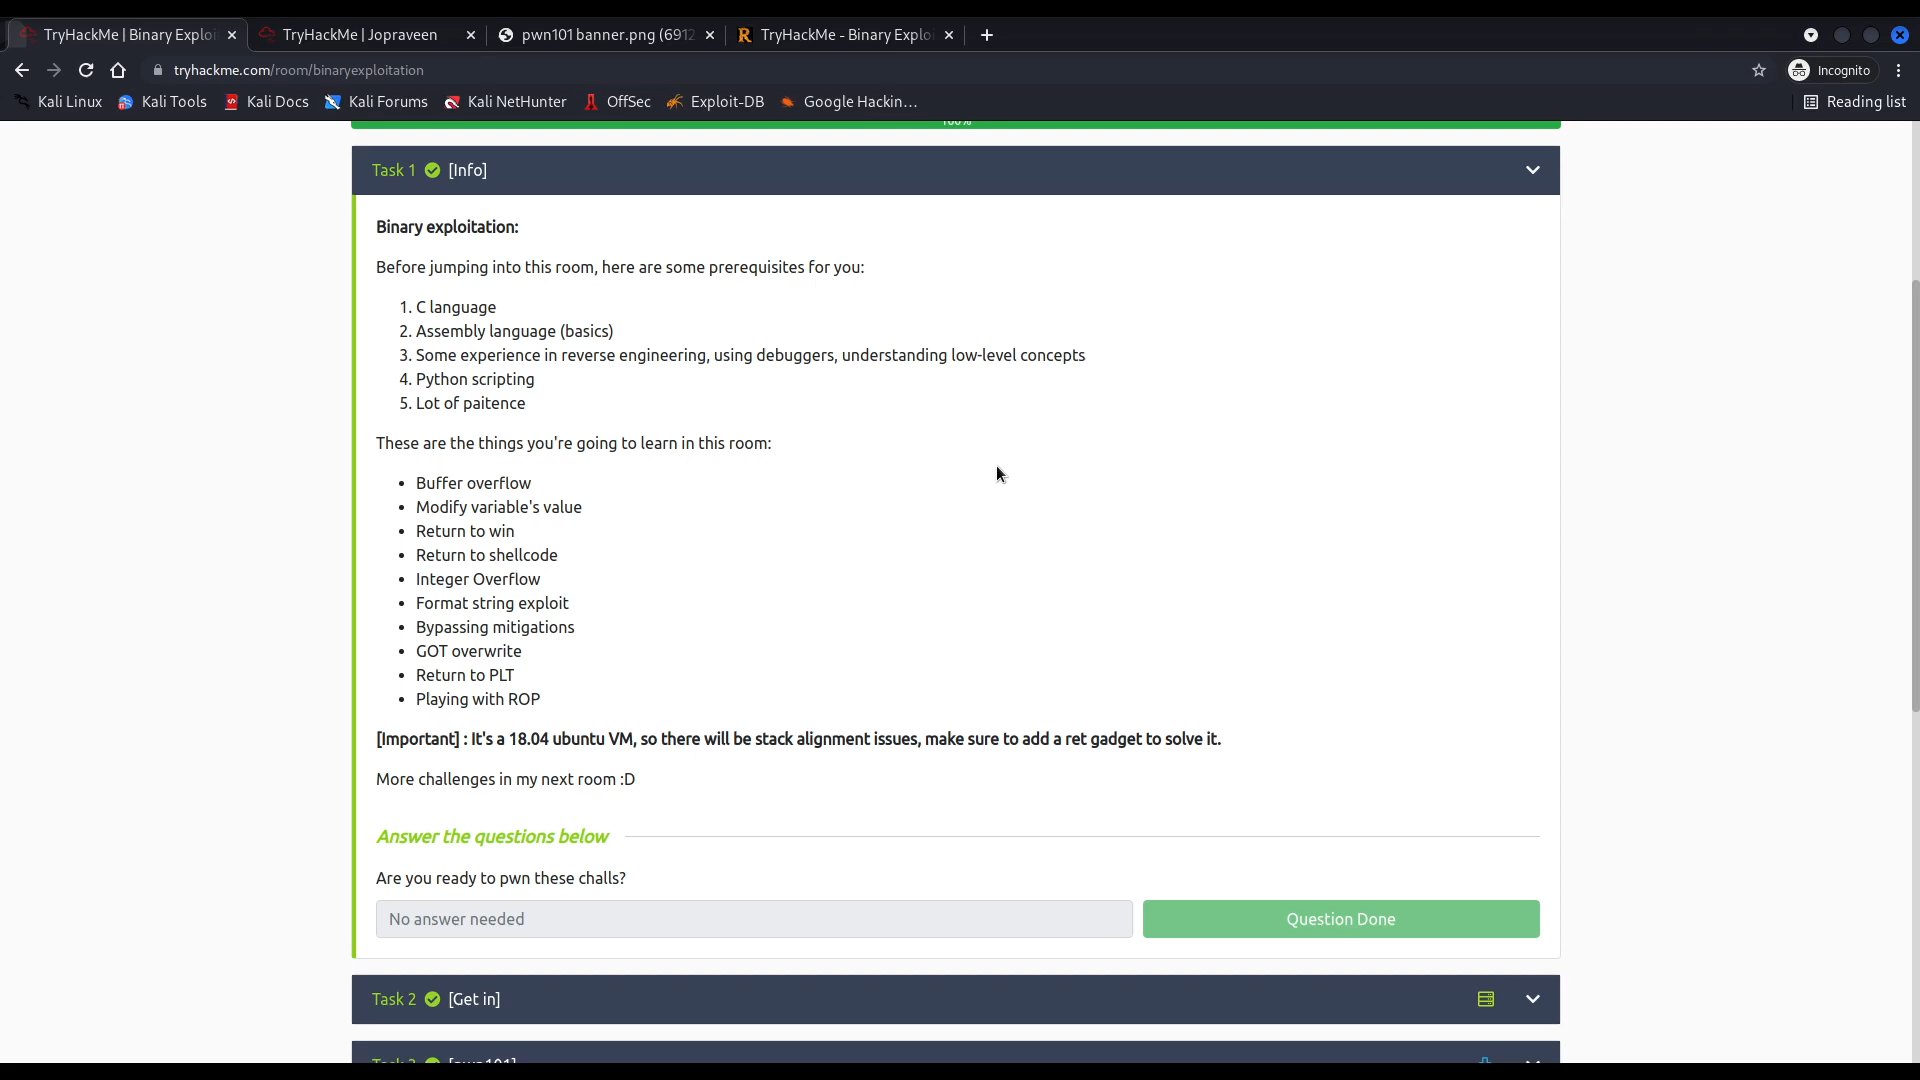 TryHackMe | Binary Explo
TryHackMe | Jopraveen
pwn101 banner.png (6912
TryHackMe - Binary Explo
tryhackme.com/room/binaryexploitation
Incognito
Kali Linux
Kali Tools
Kali Docs
Kali Forums
Kali NetHunter
OffSec
Exploit-DB
Google Hackin…
Reading list
100%
Task 1 [Info]
Binary exploitation:
Before jumping into this room, here are some prerequisites for you:
1. C language
2. Assembly language (basics)
3. Some experience in reverse engineering, using debuggers, understanding low-level concepts
4. Python scripting
5. Lot of paitence
These are the things you're going to learn in this room:
• Buffer overflow
• Modify variable's value
• Return to win
• Return to shellcode
• Integer Overflow
• Format string exploit
• Bypassing mitigations
• GOT overwrite
• Return to PLT
• Playing with ROP
[Important] : It's a 18.04 ubuntu VM, so there will be stack alignment issues, make sure to add a ret gadget to solve it.
More challenges in my next room :D
Answer the questions below
Are you ready to pwn these challs?
No answer needed
Question Done
Task 2 [Get in]
Task 3 [pwn101]